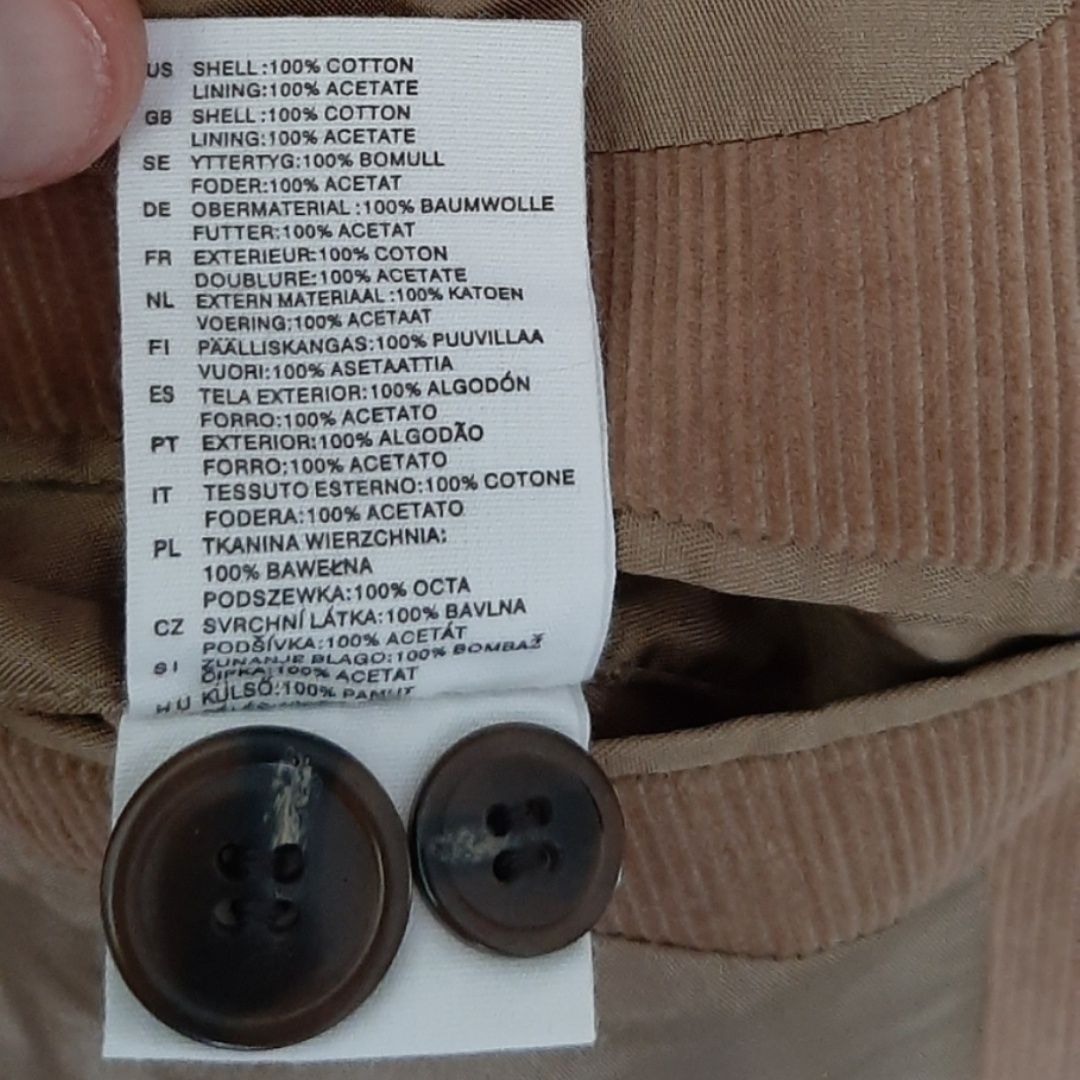 US SHELL:100% COTTON
LINING:100% ACETATE
GB SHELL:100% COTTON
LINING:100% ACETATE
SE YTTERTYG:100% BOMULL
FODER:100% ACETAT
DE OBERMATERIAL:100% BAUMWOLLE
FUTTER:100% ACETAT
FR EXTERIEUR:100% COTON
DOUBLURE:100% ACETATE
NL EXTERN MATERIAAL:100% KATOEN
VOERING:100% ACETAAT
FI PÄÄLLISKANGAS:100% PUUVILLAA
VUORI:100% ASETAATTIA
ES TELA EXTERIOR:100% ALGODÓN
FORRO:100% ACETATO
PT EXTERIOR:100% ALGODÃO
FORRO:100% ACETATO
IT TESSUTO ESTERNO:100% COTONE
FODERA:100% ACETATO
PL TKANINA WIERZCHNIA:
100% BAWEŁNA
PODSZEWKA:100% OCTA
CZ SVRCHNÍ LÁTKA:100% BAVLNA
PODŠÍVKA:100% ACETÁT
SI ZUNANJE BLAGO:100% BOMBAŽ
100% ACETAT
HU KÜLSŐ:100% PAMUT